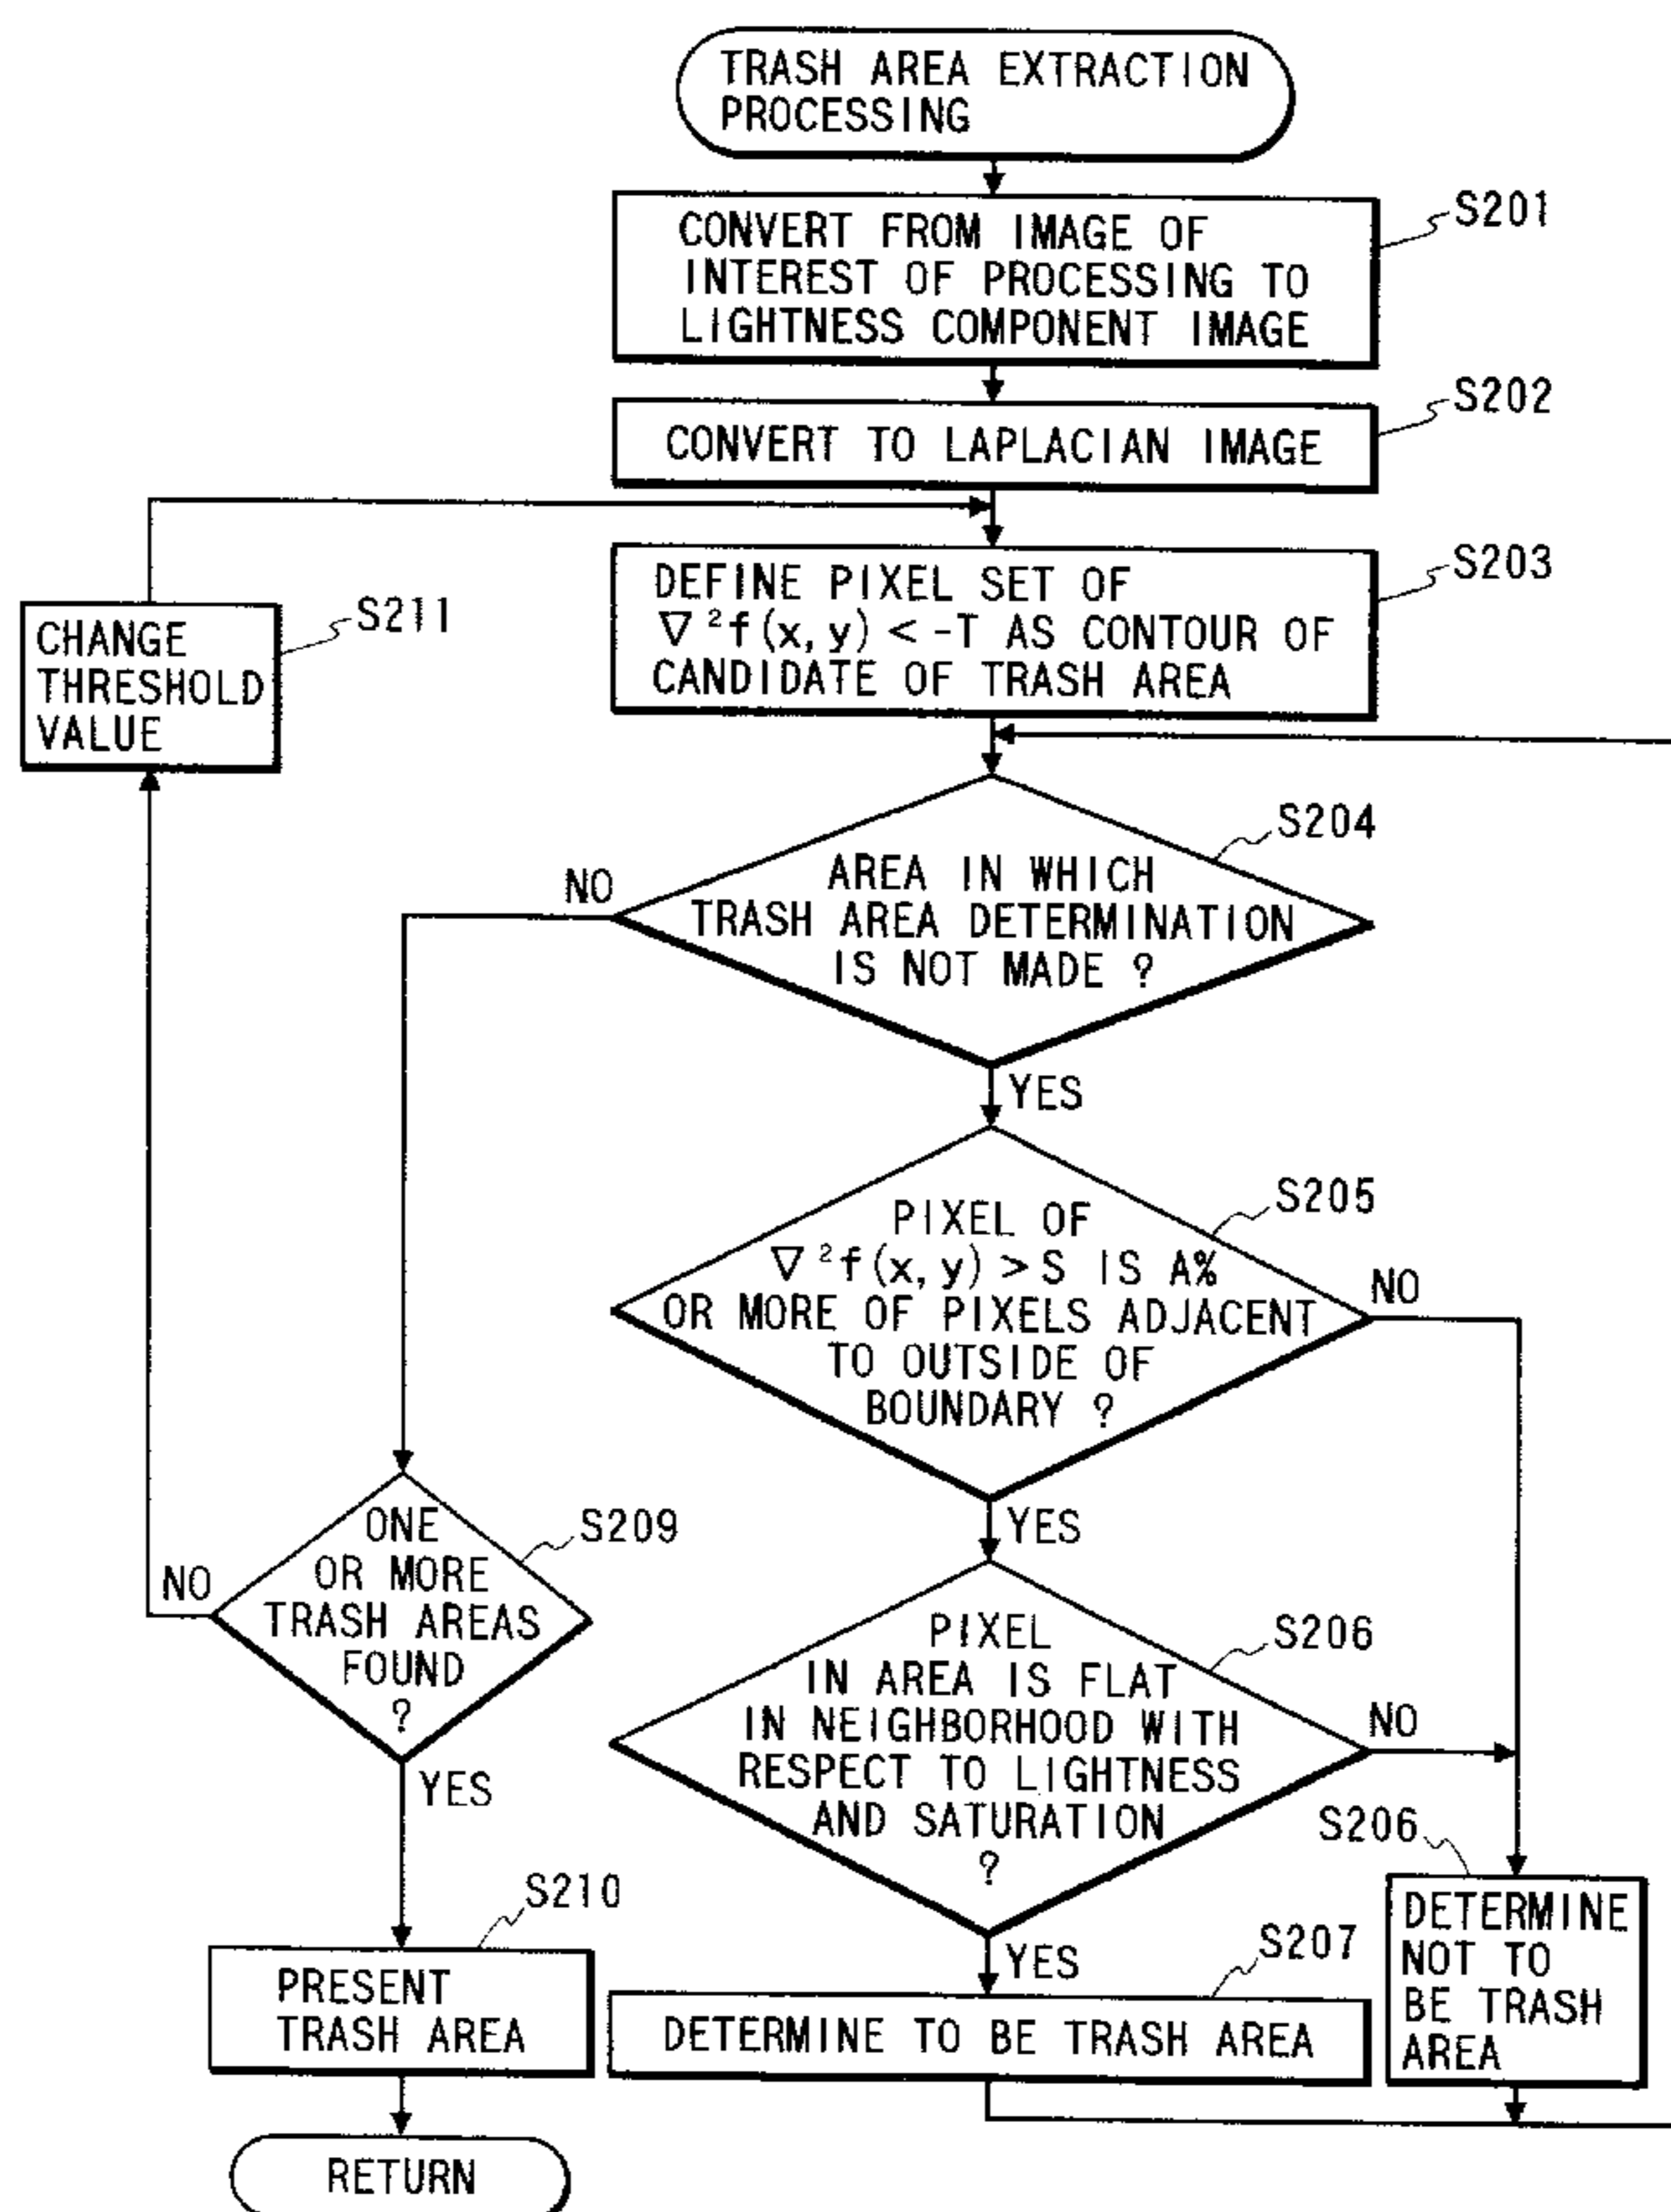 TRASH AREA EXTRACTION
PROCESSING
CONVERT FROM IMAGE OF
INTEREST OF PROCESSING TO
LIGHTNESS COMPONENT IMAGE
S201
CONVERT TO LAPLACIAN IMAGE
S202
DEFINE PIXEL SET OF
∇²f(x,y) < -T AS CONTOUR OF
CANDIDATE OF TRASH AREA
S203
CHANGE
THRESHOLD
VALUE
S211
AREA IN WHICH
TRASH AREA DETERMINATION
IS NOT MADE ?
S204
NO
YES
PIXEL OF
∇²f(x,y) > S IS A%
OR MORE OF PIXELS ADJACENT
TO OUTSIDE OF
BOUNDARY ?
S205
NO
YES
ONE
OR MORE
TRASH AREAS
FOUND
?
S209
NO
YES
PIXEL
IN AREA IS FLAT
IN NEIGHBORHOOD WITH
RESPECT TO LIGHTNESS
AND SATURATION
?
S206
NO
YES
S206
DETERMINE
NOT TO
BE TRASH
AREA
S210
PRESENT
TRASH AREA
S207
DETERMINE TO BE TRASH AREA
RETURN